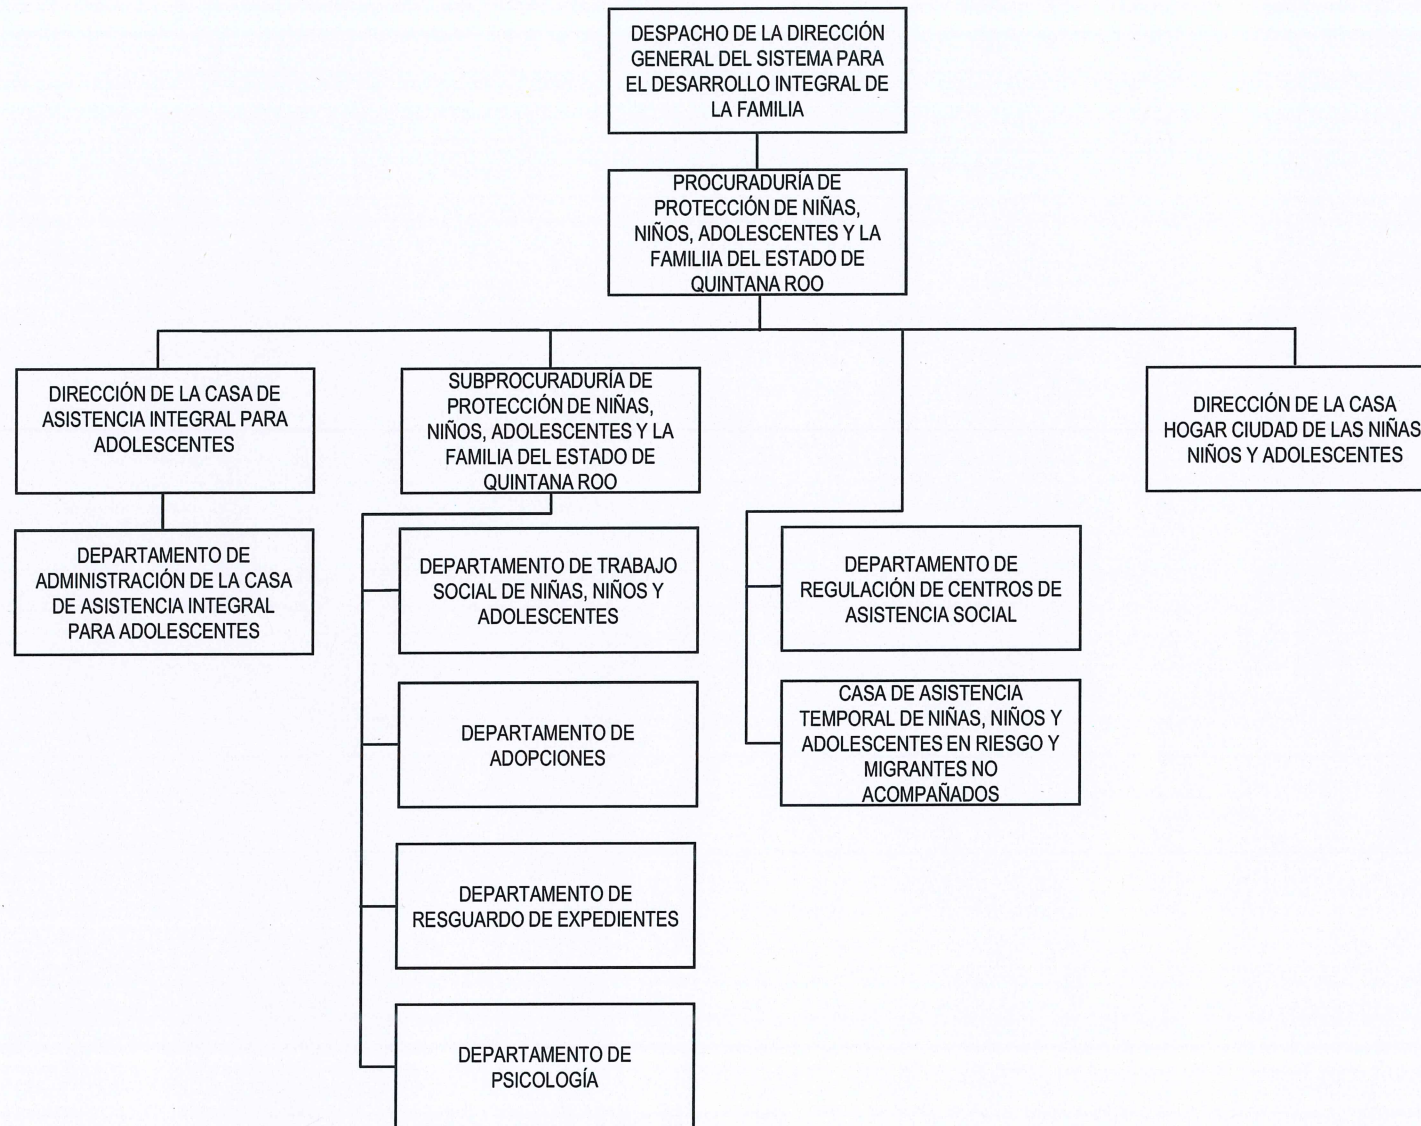 DESPACHO DE LA DIRECCIÓN
GENERAL DEL SISTEMA PARA
EL DESARROLLO INTEGRAL DE
LA FAMILIA
PROCURADURÍA DE
PROTECCIÓN DE NIÑAS,
NIÑOS, ADOLESCENTES Y LA
FAMILIIA DEL ESTADO DE
QUINTANA ROO
DIRECCIÓN DE LA CASA DE
ASISTENCIA INTEGRAL PARA
ADOLESCENTES
DEPARTAMENTO DE
ADMINISTRACIÓN DE LA CASA
DE ASISTENCIA INTEGRAL
PARA ADOLESCENTES
SUBPROCURADURÍA DE
PROTECCIÓN DE NIÑAS,
NIÑOS, ADOLESCENTES Y LA
FAMILIA DEL ESTADO DE
QUINTANA ROO
DEPARTAMENTO DE TRABAJO
SOCIAL DE NIÑAS, NIÑOS Y
ADOLESCENTES
DEPARTAMENTO DE
ADOPCIONES
DEPARTAMENTO DE
RESGUARDO DE EXPEDIENTES
DEPARTAMENTO DE
PSICOLOGÍA
DEPARTAMENTO DE
REGULACIÓN DE CENTROS DE
ASISTENCIA SOCIAL
CASA DE ASISTENCIA
TEMPORAL DE NIÑAS, NIÑOS Y
ADOLESCENTES EN RIESGO Y
MIGRANTES NO
ACOMPAÑADOS
DIRECCIÓN DE LA CASA
HOGAR CIUDAD DE LAS NIÑAS
NIÑOS Y ADOLESCENTES